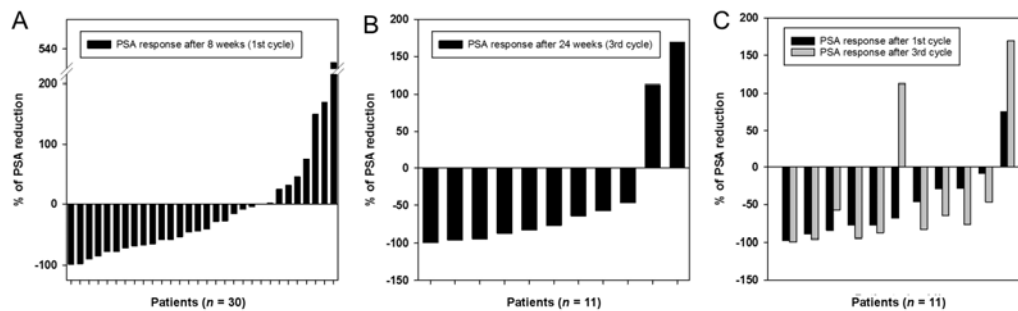 A
PSA response after 8 weeks (1st cycle)
% of PSA reduction
540
200
100
0
-100
Patients (n = 30)
B
PSA response after 24 weeks (3rd cycle)
% of PSA reduction
200
150
100
50
0
-50
-100
-150
Patients (n = 11)
C
PSA response after 1st cycle
PSA response after 3rd cycle
% of PSA reduction
200
150
100
50
0
-50
-100
-150
Patients (n = 11)